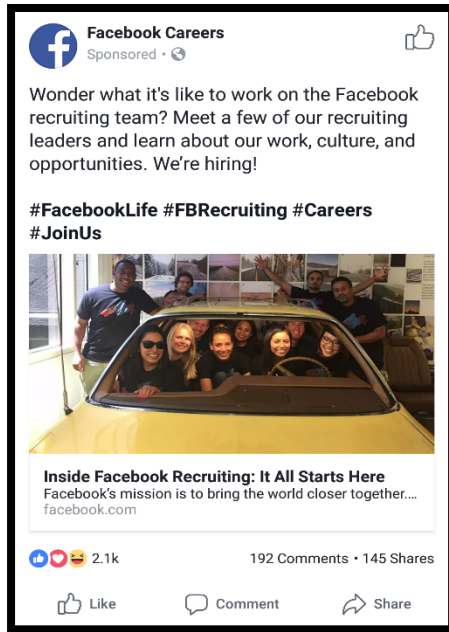 Facebook Careers
Sponsored •
Wonder what it's like to work on the Facebook
recruiting team? Meet a few of our recruiting
leaders and learn about our work, culture, and
opportunities. We’re hiring!
#FacebookLife #FBRecruiting #Careers
#JoinUs
Inside Facebook Recruiting: It All Starts Here
Facebook’s mission is to bring the world closer together....
facebook.com
2.1k
192 Comments • 145 Shares
Like
Comment
Share